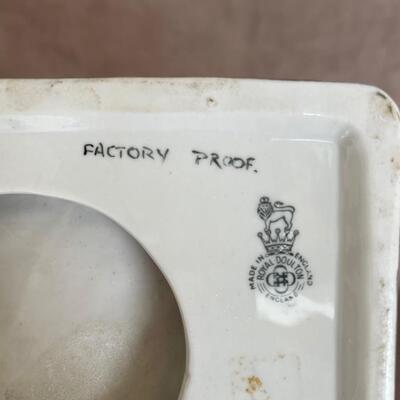 FACTORY PROOF.
MADE IN ENGLAND
ROYAL DOULTON
ENGLAND